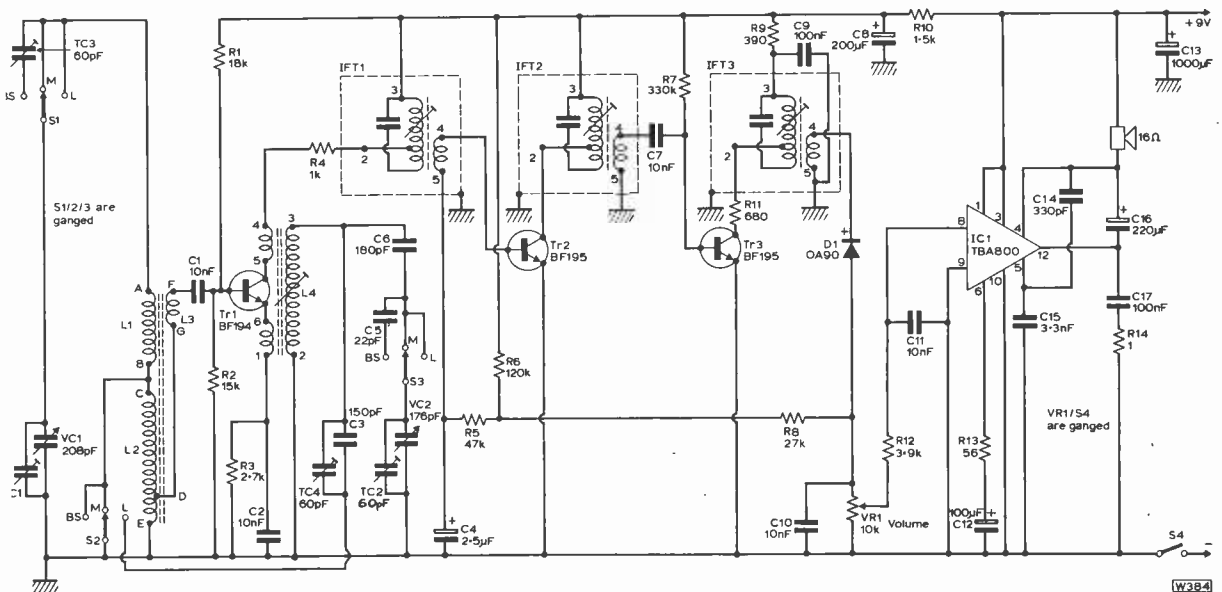 TC3
60pF
BS
M
L
S1
S1/2/3 are
ganged
VC1
208pF
C1
A
L1
B
C
L2
D
E
F
L3
G
BS
M
L
S2
R1
18k
C1
10nF
R2
15k
Tr1
BF194
4
5
6
1
3
2
L4
R3
2·7k
C2
10nF
R4
1k
IFT1
3
2
4
5
C6
180pF
C5
22pF
BS
M
L
S3
150pF
C3
TC4
60pF
VC2
176pF
TC2
60pF
R5
47k
C4
+
2·5µF
R6
120k
IFT2
3
2
4
5
Tr2
BF195
C7
10nF
R7
330k
IFT3
3
2
4
5
R9
390
C9
100nF
R11
680
Tr3
BF195
R8
27k
+
D1
OA90
C10
10nF
VR1
10k
Volume
C8
200µF
+
R10
1·5k
+9V
+
C13
1000µF
16Ω
C11
10nF
R12
3·9k
8
9
1
3
4
5
6
10
12
IC1
TBA800
C14
330pF
+
C16
220µF
C15
3·3nF
C17
100nF
R14
1
R13
56
100µF
+
C12
VR1/S4
are ganged
S4
−
W384